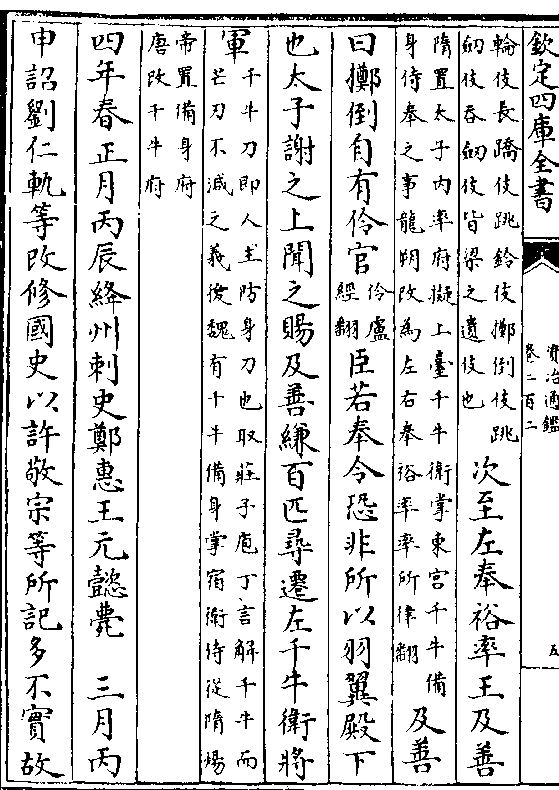 欽定四庫全書
資治通鑑
卷二百二
五
輪伎長蹻伎跳鈴伎擲倒伎跳
劒伎吞劒伎皆梁之遺伎也
次至左奉裕率王及善
隋置太子內率府擬上臺千牛衛掌東宮千牛備
身侍奉之事龍朔改為左右奉裕率率所律翻
及善
曰擲倒自有伶官
伶盧
經翻
臣若奉令恐非所以羽翼殿下
也太子謝之上聞之賜及善縑百匹尋遷左千牛衛將
軍
千牛刀即人主防身刀也取莊子庖丁言解千牛而
芒刃不減之義後魏有千牛備身掌宿衛侍從隋煬
帝置備身府
唐改千牛府
四年春正月丙辰絳州刺史鄭惠王元懿薨　三月丙
申詔劉仁軌等改修國史以許敬宗等所記多不實故